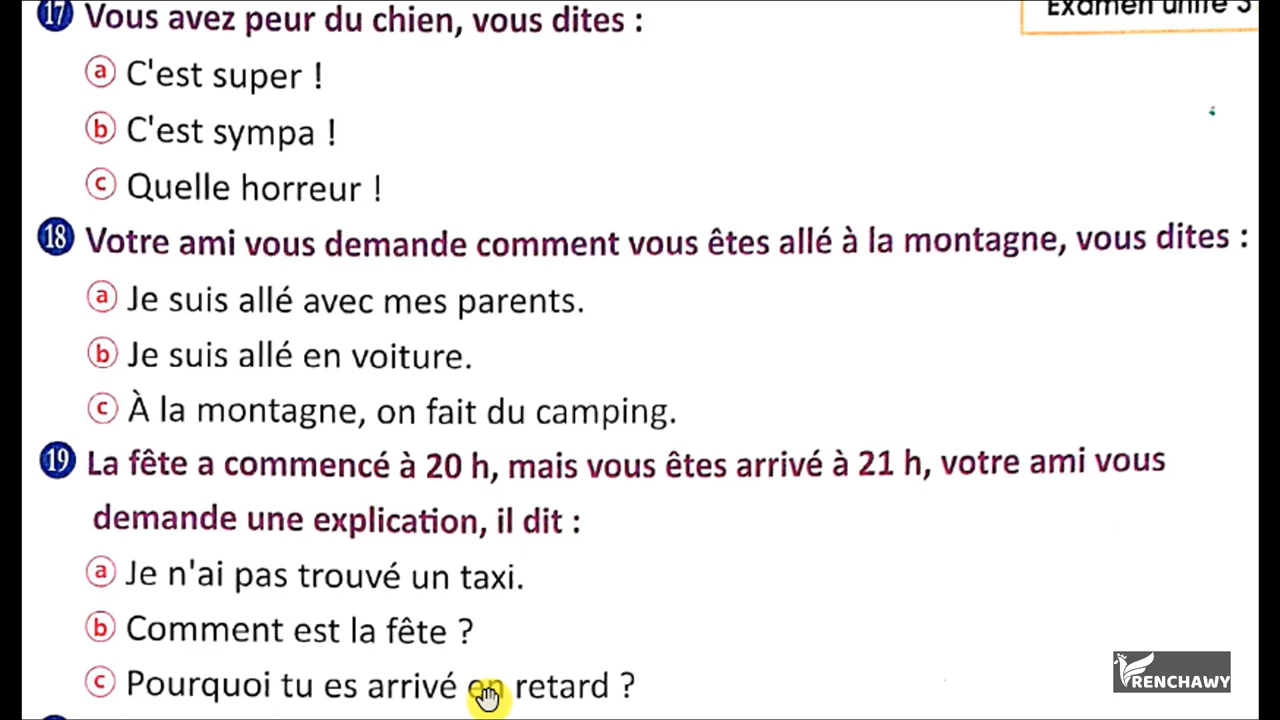 Examen unité 3
17 Vous avez peur du chien, vous dites :
a C'est super !
b C'est sympa !
c Quelle horreur !
18 Votre ami vous demande comment vous êtes allé à la montagne, vous dites :
a Je suis allé avec mes parents.
b Je suis allé en voiture.
c À la montagne, on fait du camping.
19 La fête a commencé à 20 h, mais vous êtes arrivé à 21 h, votre ami vous
demande une explication, il dit :
a Je n'ai pas trouvé un taxi.
b Comment est la fête ?
c Pourquoi tu es arrivé en retard ?
RENCHAWY